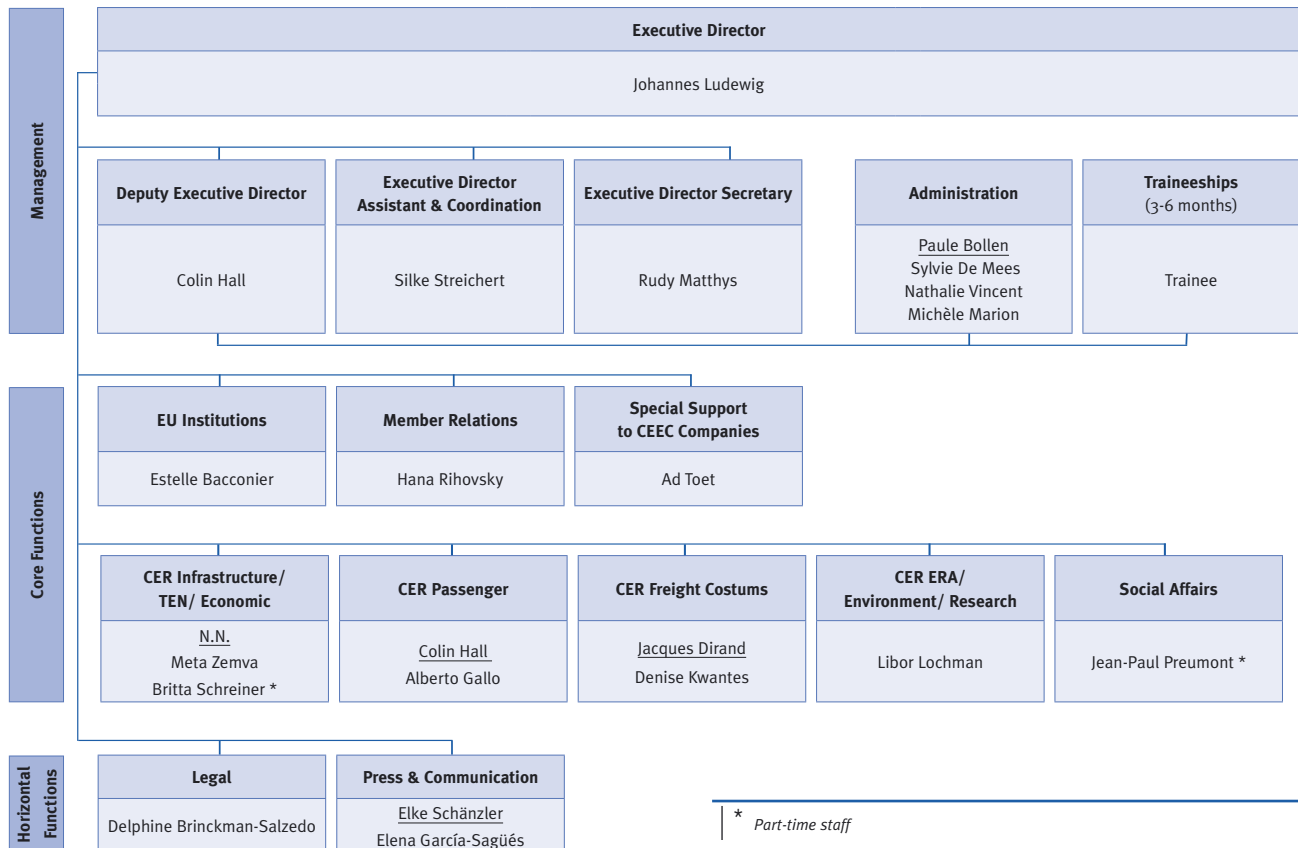 Management
Executive Director
Johannes Ludewig
Deputy Executive Director
Colin Hall
Executive Director
Assistant & Coordination
Silke Streichert
Executive Director Secretary
Rudy Matthys
Administration
Paule Bollen
Sylvie De Mees
Nathalie Vincent
Michèle Marion
Traineeships
(3-6 months)
Trainee
Core Functions
EU Institutions
Estelle Bacconier
Member Relations
Hana Rihovsky
Special Support
to CEEC Companies
Ad Toet
CER Infrastructure/
TEN/ Economic
N.N.
Meta Zemva
Britta Schreiner *
CER Passenger
Colin Hall
Alberto Gallo
CER Freight Costums
Jacques Dirand
Denise Kwantes
CER ERA/
Environment/ Research
Libor Lochman
Social Affairs
Jean-Paul Preumont *
Horizontal
Functions
Legal
Delphine Brinckman-Salzedo
Press & Communication
Elke Schänzler
Elena García-Sagüés
* Part-time staff